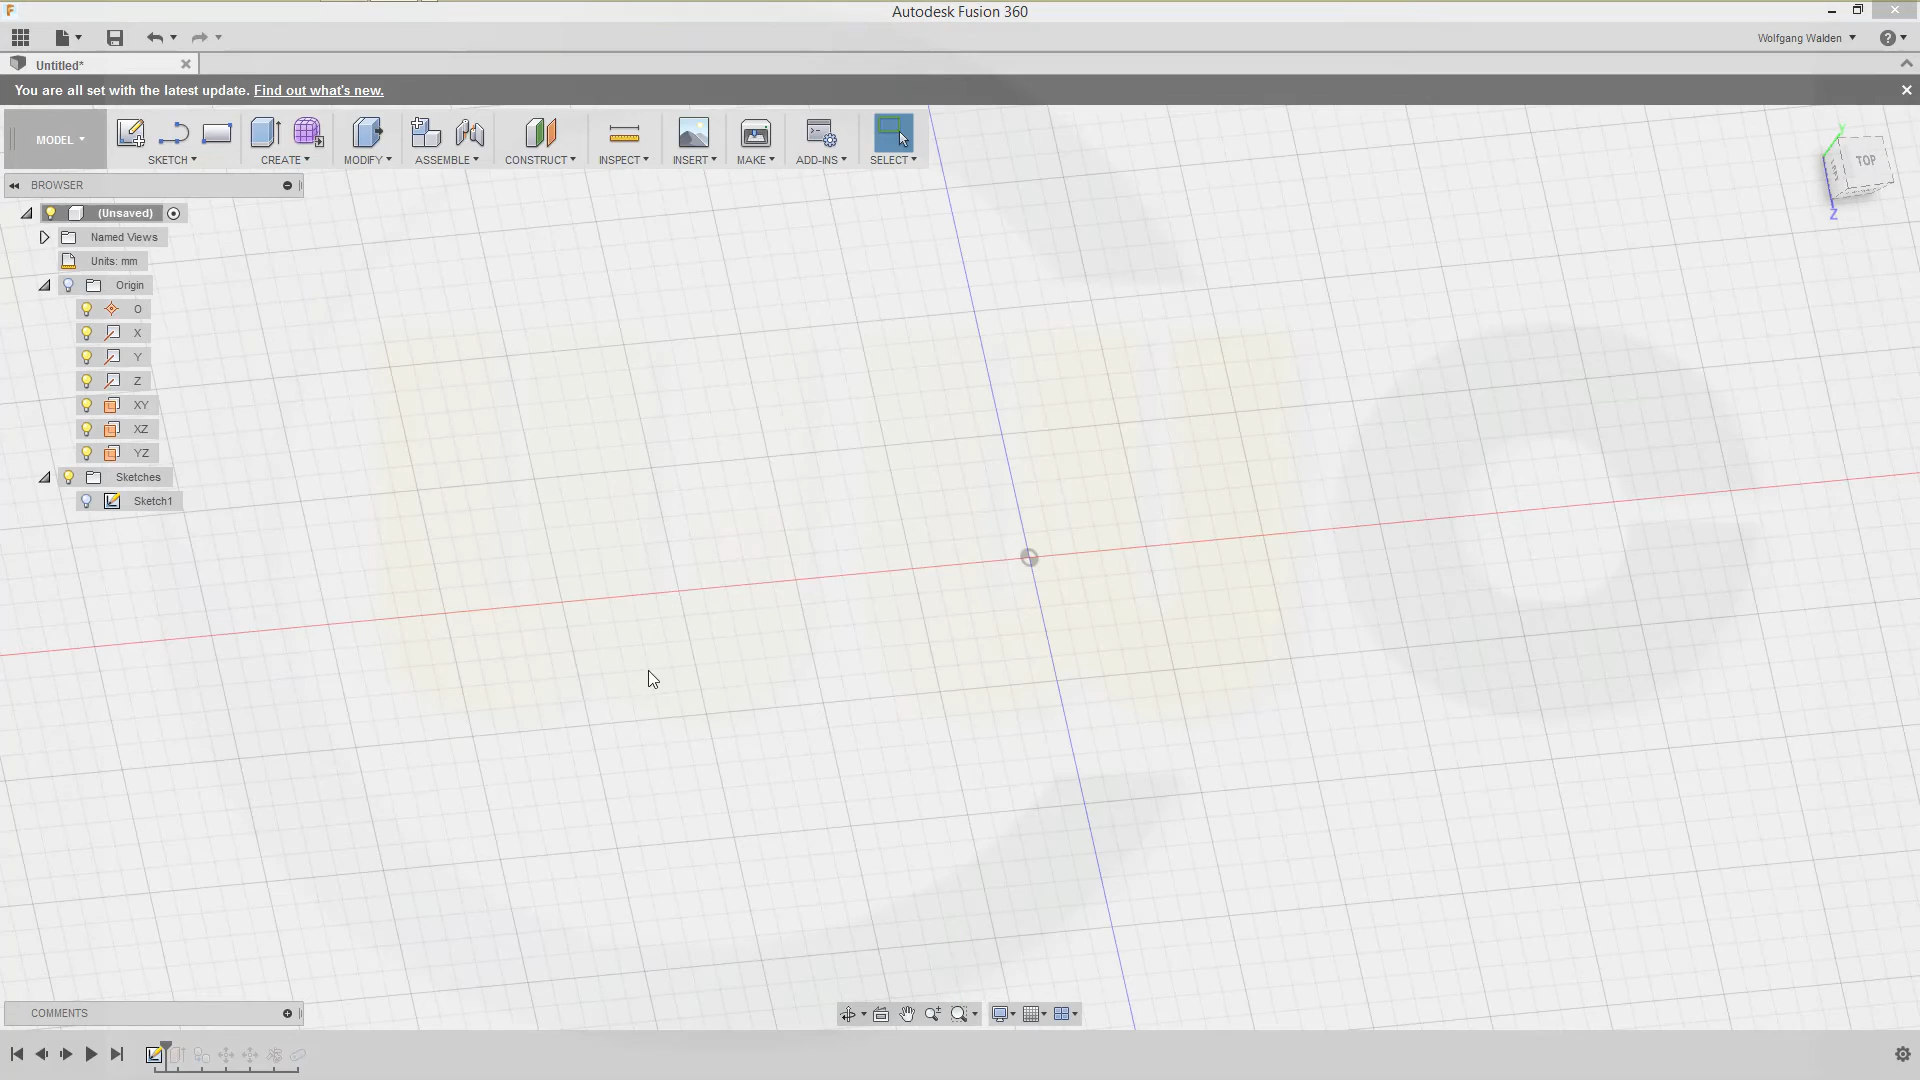 Autodesk Fusion 360
Wolfgang Walden
Untitled*
You are all set with the latest update. Find out what's new.
MODEL
SKETCH
CREATE
MODIFY
ASSEMBLE
CONSTRUCT
INSPECT
INSERT
MAKE
ADD-INS
SELECT
Y
TOP
Z
BROWSER
(Unsaved)
Named Views
Units: mm
Origin
O
X
Y
Z
XY
XZ
YZ
Sketches
Sketch1
COMMENTS